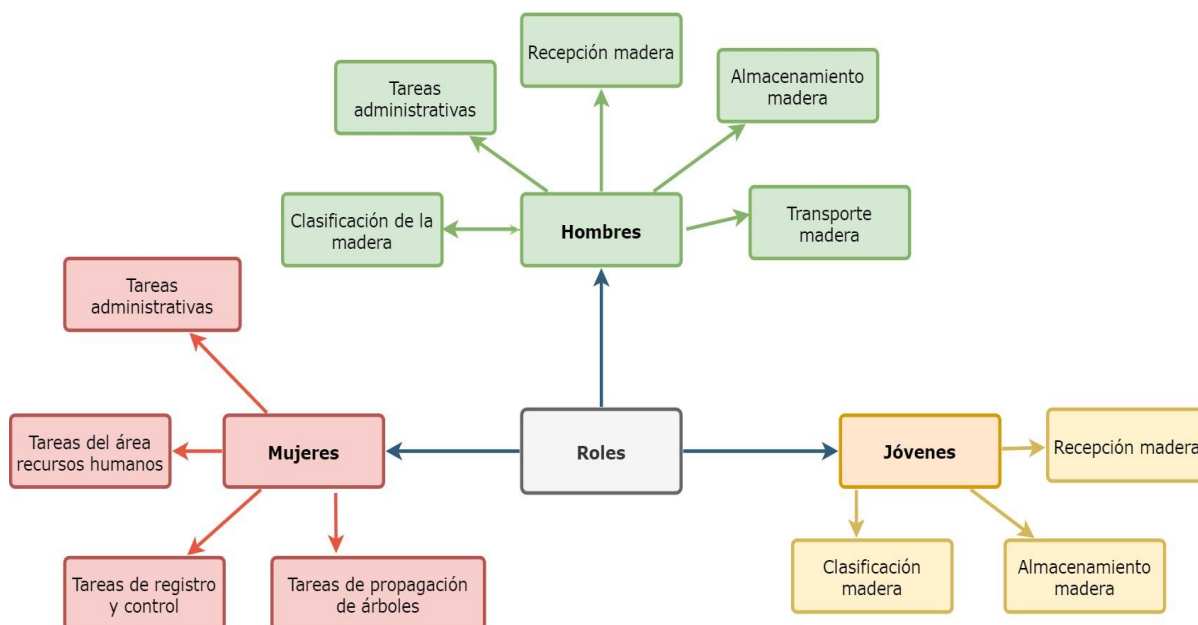 Recepción madera
Almacenamiento
madera
Tareas
administrativas
Clasificación de la
madera
Hombres
Transporte
madera
Tareas
administrativas
Tareas del área
recursos humanos
Mujeres
Roles
Jóvenes
Recepción madera
Tareas de registro
y control
Tareas de propagación
de árboles
Clasificación
madera
Almacenamiento
madera